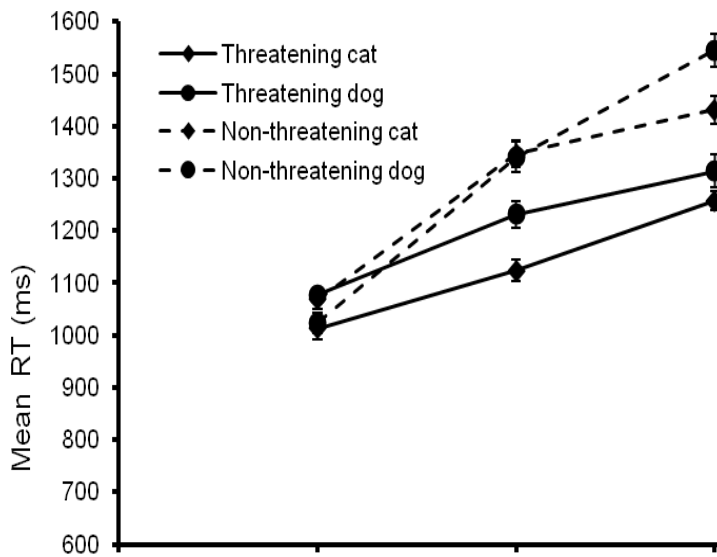 1600
1500
1400
1300
1200
1100
1000
900
800
700
600
Mean RT (ms)
Threatening cat
Threatening dog
Non-threatening cat
Non-threatening dog